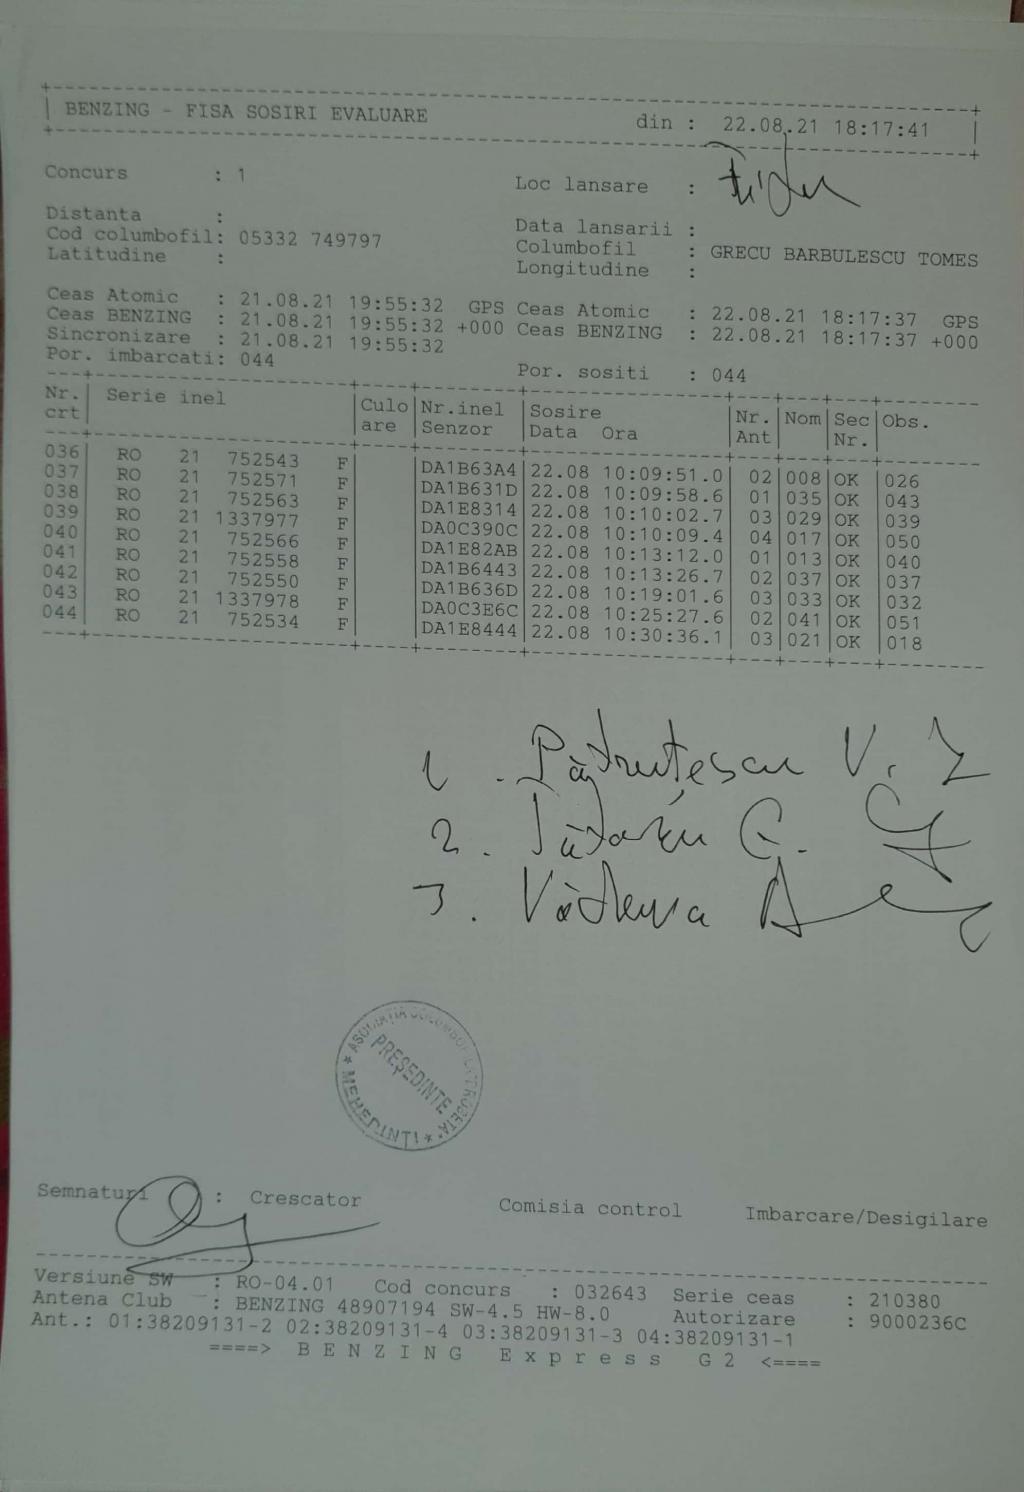 BENZING - FISA SOSIRI EVALUARE din : 22.08.21 18:17:41
Concurs : 1 Loc lansare :
Distanta : Data lansarii :
Cod columbofil: 05332 749797 Columbofil : GRECU BARBULESCU TOMES
Latitudine : Longitudine :
Ceas Atomic : 21.08.21 19:55:32 GPS Ceas Atomic : 22.08.21 18:17:37 GPS
Ceas BENZING : 21.08.21 19:55:32 +000 Ceas BENZING : 22.08.21 18:17:37 +000
Sincronizare : 21.08.21 19:55:32
Por. imbarcati: 044 Por. sositi : 044
Nr. Serie inel Culo Nr.inel Sosire Nr. Nom Sec Obs.
crt are Senzor Data Ora Ant Nr.
036 RO 21 752543 F DA1B63A4 22.08 10:09:51.0 02 008 OK 026
037 RO 21 752571 F DA1B631D 22.08 10:09:58.6 01 035 OK 043
038 RO 21 752563 F DA1E8314 22.08 10:10:02.7 03 029 OK 039
039 RO 21 1337977 F DA0C390C 22.08 10:10:09.4 04 017 OK 050
040 RO 21 752566 F DA1E82AB 22.08 10:13:12.0 01 013 OK 040
041 RO 21 752558 F DA1B6443 22.08 10:13:26.7 02 037 OK 037
042 RO 21 752550 F DA1B636D 22.08 10:19:01.6 03 033 OK 032
043 RO 21 1337978 F DA0C3E6C 22.08 10:25:27.6 02 041 OK 051
044 RO 21 752534 F DA1E8444 22.08 10:30:36.1 03 021 OK 018
1. Pătruțescu V.
2. G.
3. A
ASOCIAȚIA
PREȘEDINTE
MEHEDINȚI
Semnaturi : Crescator Comisia control Imbarcare/Desigilare
Versiune SW : RO-04.01 Cod concurs : 032643 Serie ceas : 210380
Antena Club : BENZING 48907194 SW-4.5 HW-8.0 Autorizare : 9000236C
Ant.: 01:38209131-2 02:38209131-4 03:38209131-3 04:38209131-1
====> B E N Z I N G E x p r e s s G 2 <====